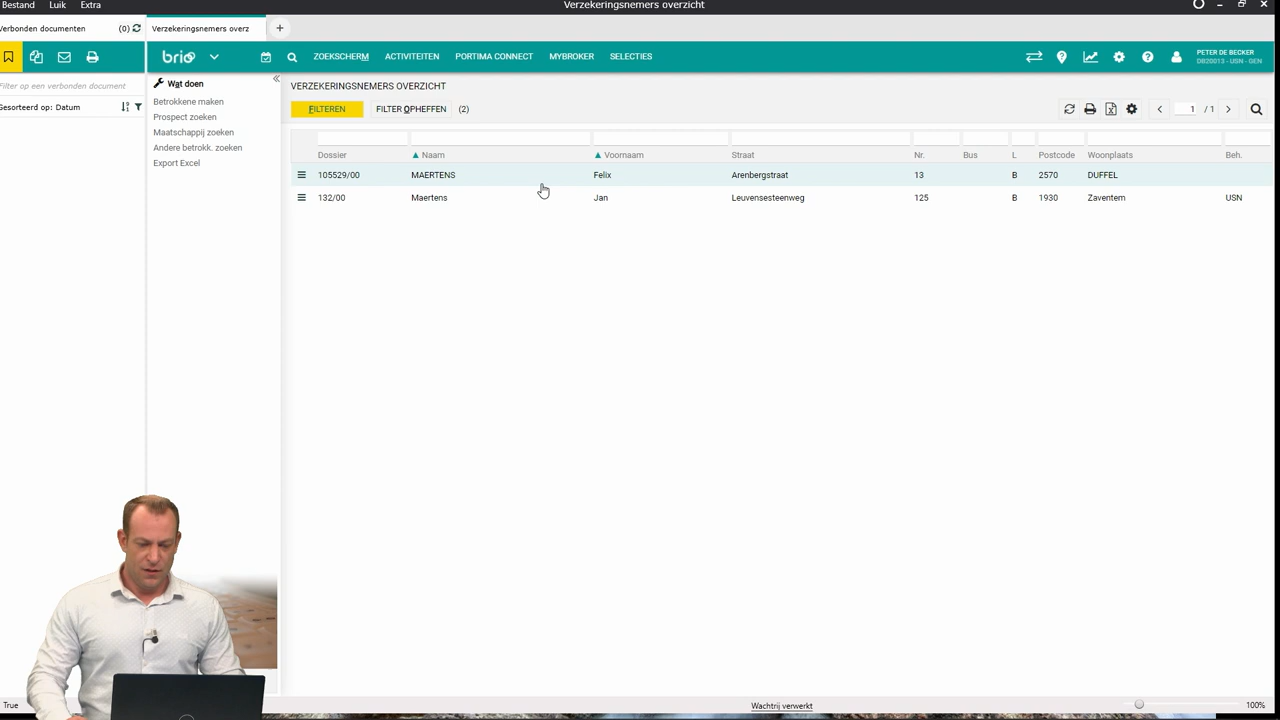 Bestand Luik Extra Verzekeringsnemers overzicht
Verbonden documenten (0) Verzekeringsnemers overz +
brio ZOEKSCHERM ACTIVITEITEN PORTIMA CONNECT MYBROKER SELECTIES PETER DE BECKER
DB20013 - USN - GEN
Filter op een verbonden document
Gesorteerd op: Datum
Wat doen
Betrokkene maken
Prospect zoeken
Maatschappij zoeken
Andere betrokk. zoeken
Export Excel
VERZEKERINGSNEMERS OVERZICHT
FILTEREN FILTER OPHEFFEN (2) 1 / 1
Dossier Naam Voornaam Straat Nr. Bus L Postcode Woonplaats Beh.
105529/00 MAERTENS Felix Arenbergstraat 13 B 2570 DUFFEL
132/00 Maertens Jan Leuvensesteenweg 125 B 1930 Zaventem USN
True Wachtrij verwerkt 100%